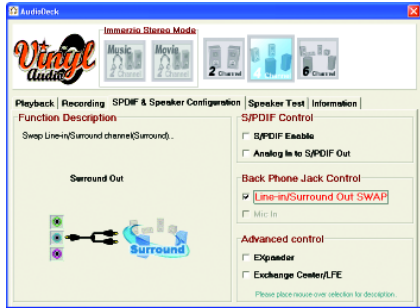 AudioDeck
Immerzio Stereo Mode
Vinyl
Audio
Music
2 Channel
Movie
2 Channel
2 Channel
4
6 Channel
Playback
Recording
SPDIF & Speaker Configuration
Speaker Test
Information
Function Description
Swap Line-in/Surround channel(Surround)...
Surround Out
Surround
S/PDIF Control
S/PDIF Enable
Analog In to S/PDIF Out
Back Phone Jack Control
Line-in/Surround Out SWAP
Mic In
Advanced control
EXpander
Exchange Center/LFE
Please place mouse over selection for description.